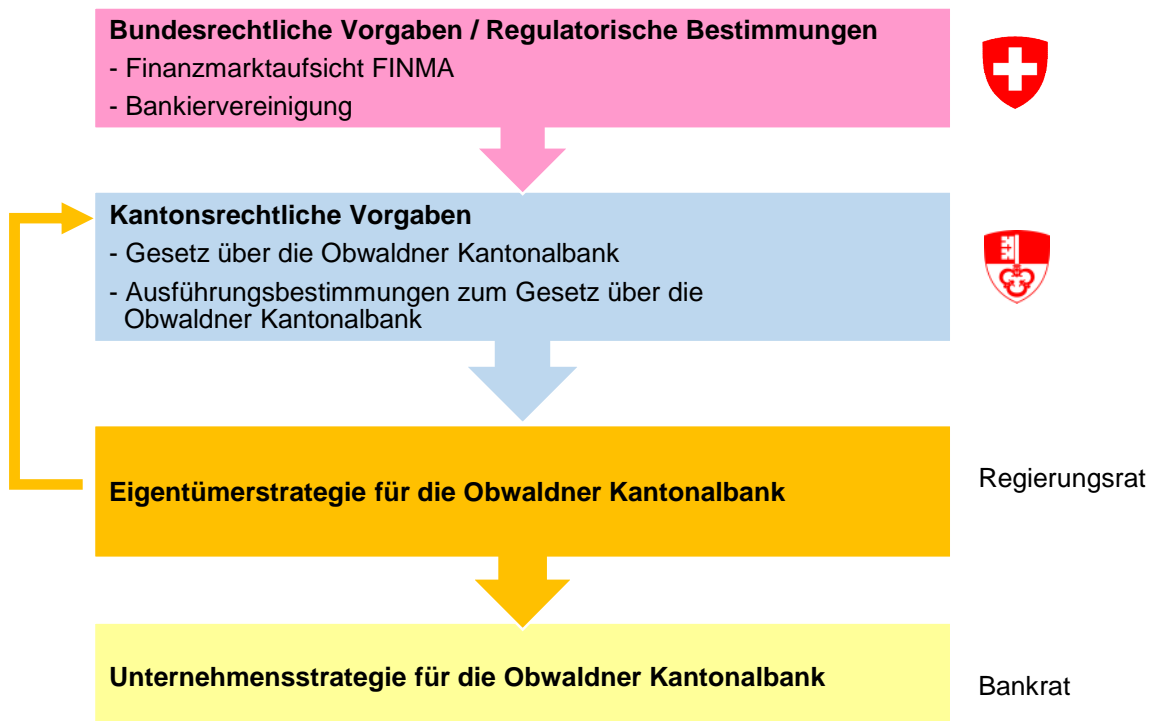 Bundesrechtliche Vorgaben / Regulatorische Bestimmungen
- Finanzmarktaufsicht FINMA
- Bankiervereinigung
Kantonsrechtliche Vorgaben
- Gesetz über die Obwaldner Kantonalbank
- Ausführungsbestimmungen zum Gesetz über die
Obwaldner Kantonalbank
Eigentümerstrategie für die Obwaldner Kantonalbank
Regierungsrat
Unternehmensstrategie für die Obwaldner Kantonalbank
Bankrat